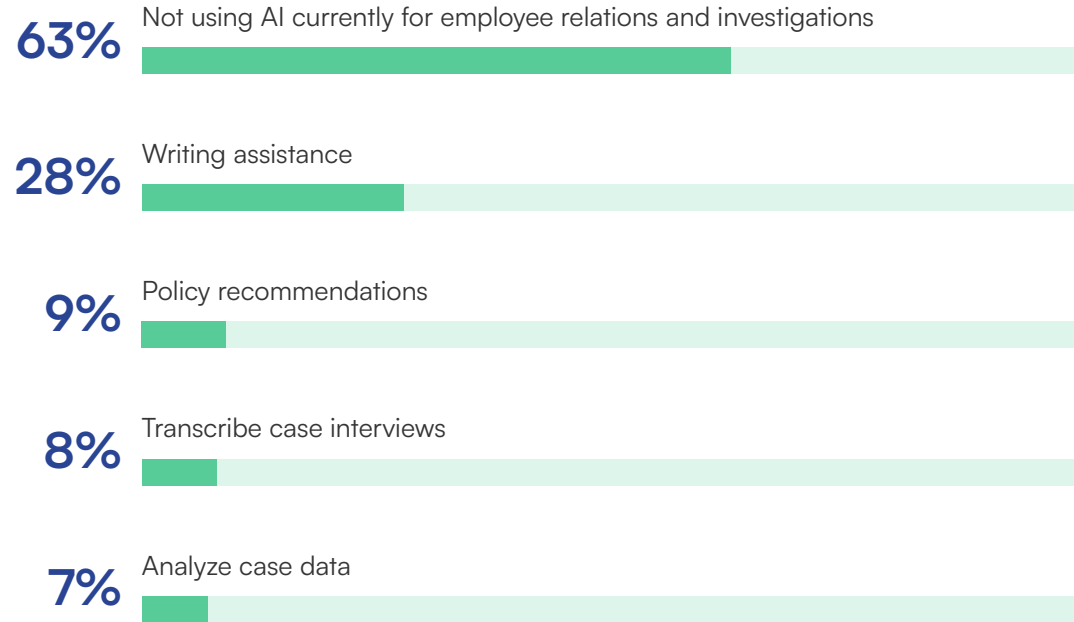 63%
Not using AI currently for employee relations and investigations
28%
Writing assistance
9%
Policy recommendations
8%
Transcribe case interviews
7%
Analyze case data